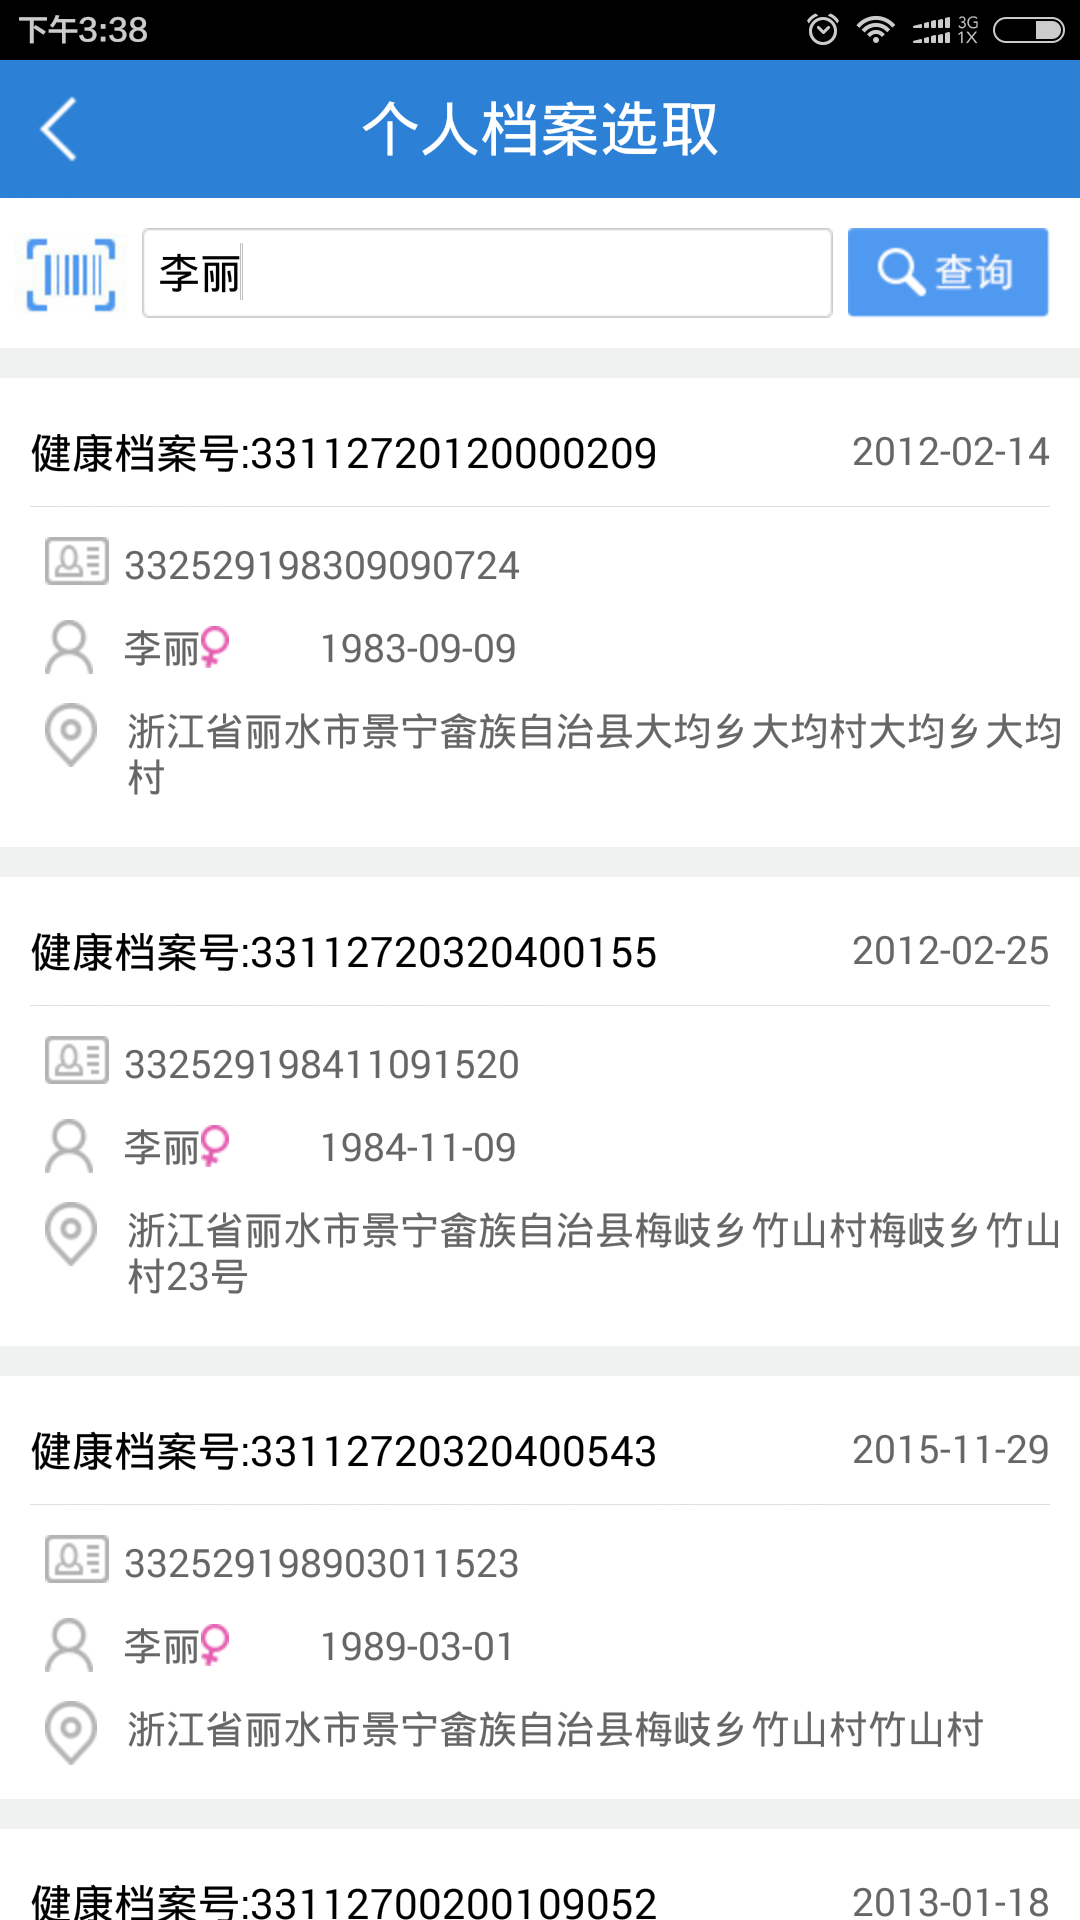 下午3:38
3G
1X
个人档案选取
李丽
查询
健康档案号:33112720120000209
2012-02-14
332529198309090724
李丽
1983-09-09
浙江省丽水市景宁畲族自治县大均乡大均村大均乡大均
村
健康档案号:33112720320400155
2012-02-25
332529198411091520
李丽
1984-11-09
浙江省丽水市景宁畲族自治县梅岐乡竹山村梅岐乡竹山
村23号
健康档案号:33112720320400543
2015-11-29
332529198903011523
李丽
1989-03-01
浙江省丽水市景宁畲族自治县梅岐乡竹山村竹山村
健康档案号:33112700200109052
2013-01-18